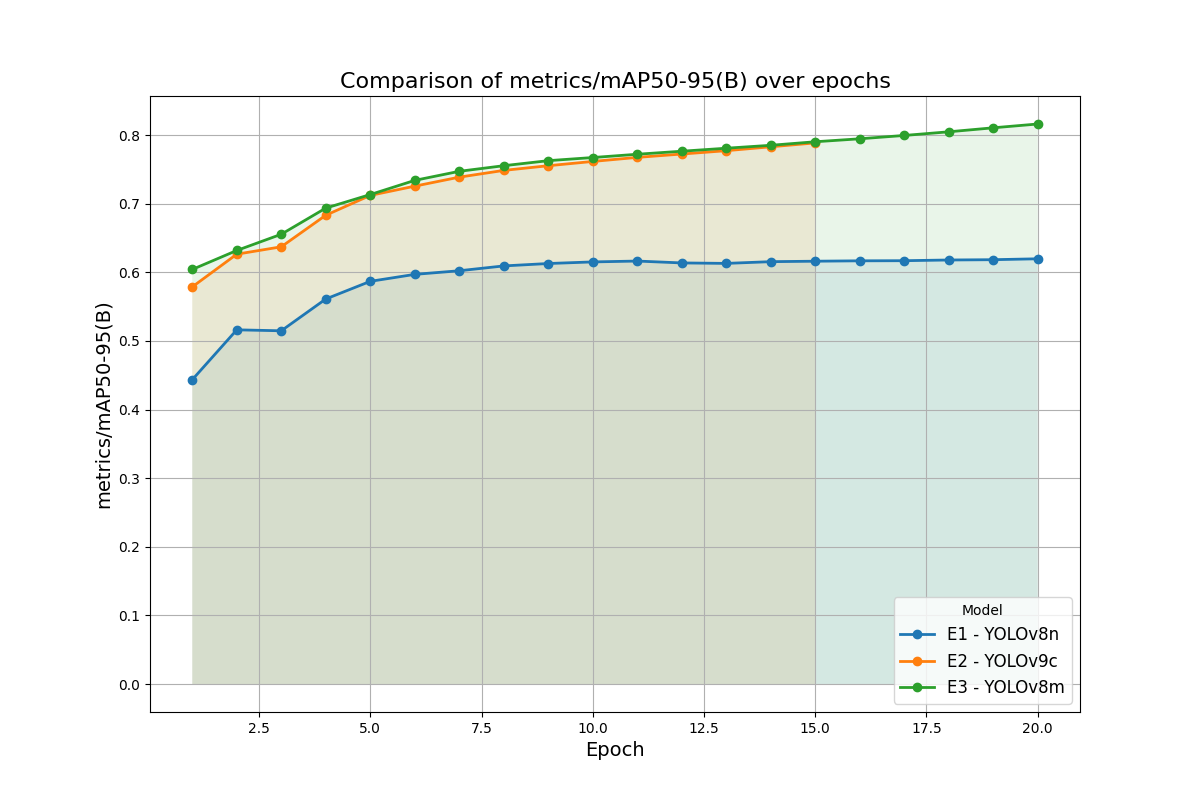 Comparison of metrics/mAP50-95(B) over epochs
metrics/mAP50-95(B)
0.8
0.7
0.6
0.5
0.4
0.3
0.2
0.1
0.0
Model
E1 - YOLOv8n
E2 - YOLOv9c
E3 - YOLOv8m
2.5 5.0 7.5 10.0 12.5 15.0 17.5 20.0
Epoch